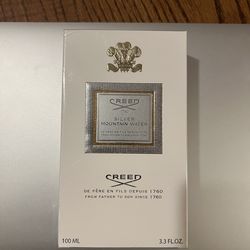 CREED
SILVER
MOUNTAIN WATER
CREED
DE PÈRE EN FILS DEPUIS 1760
FROM FATHER TO SON SINCE 1760
100 ML 3.3 FL.OZ.